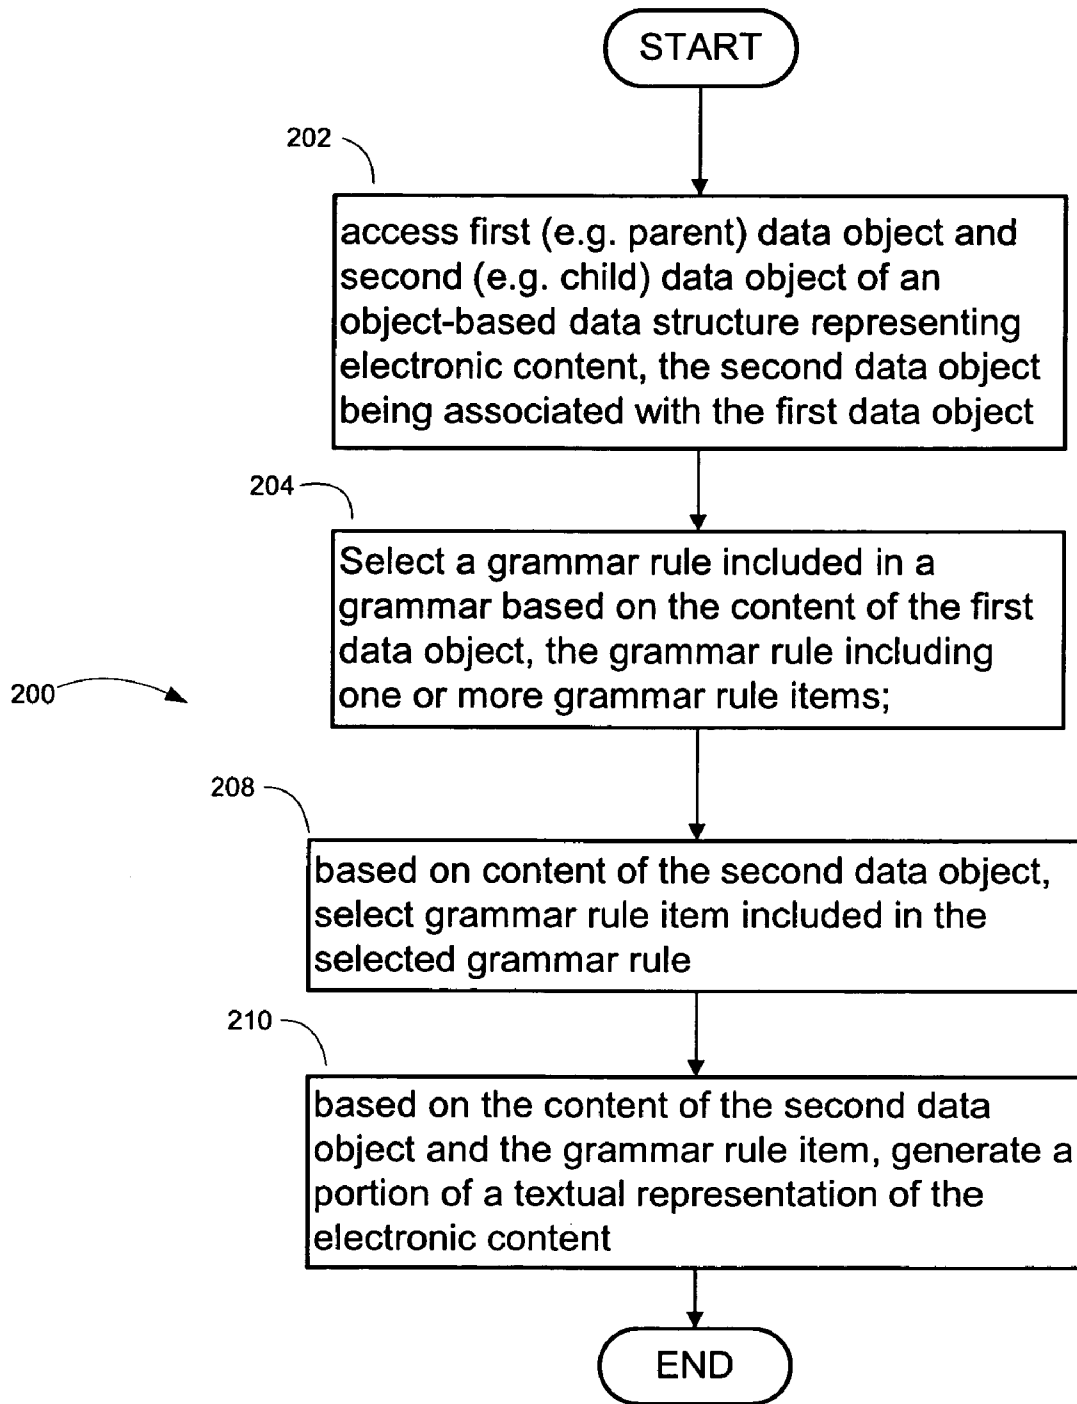 START
202
access first (e.g. parent) data object and
second (e.g. child) data object of an
object-based data structure representing
electronic content, the second data object
being associated with the first data object
204
Select a grammar rule included in a
grammar based on the content of the first
data object, the grammar rule including
one or more grammar rule items;
200
208
based on content of the second data object,
select grammar rule item included in the
selected grammar rule
210
based on the content of the second data
object and the grammar rule item, generate a
portion of a textual representation of the
electronic content
END